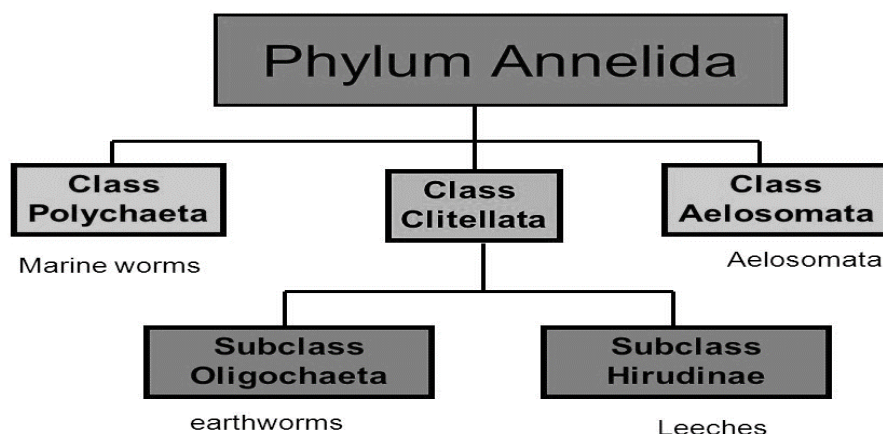 Phylum Annelida
Class
Polychaeta
Class
Clitellata
Class
Aelosomata
Marine worms
Aelosomata
Subclass
Oligochaeta
Subclass
Hirudinae
earthworms
Leeches